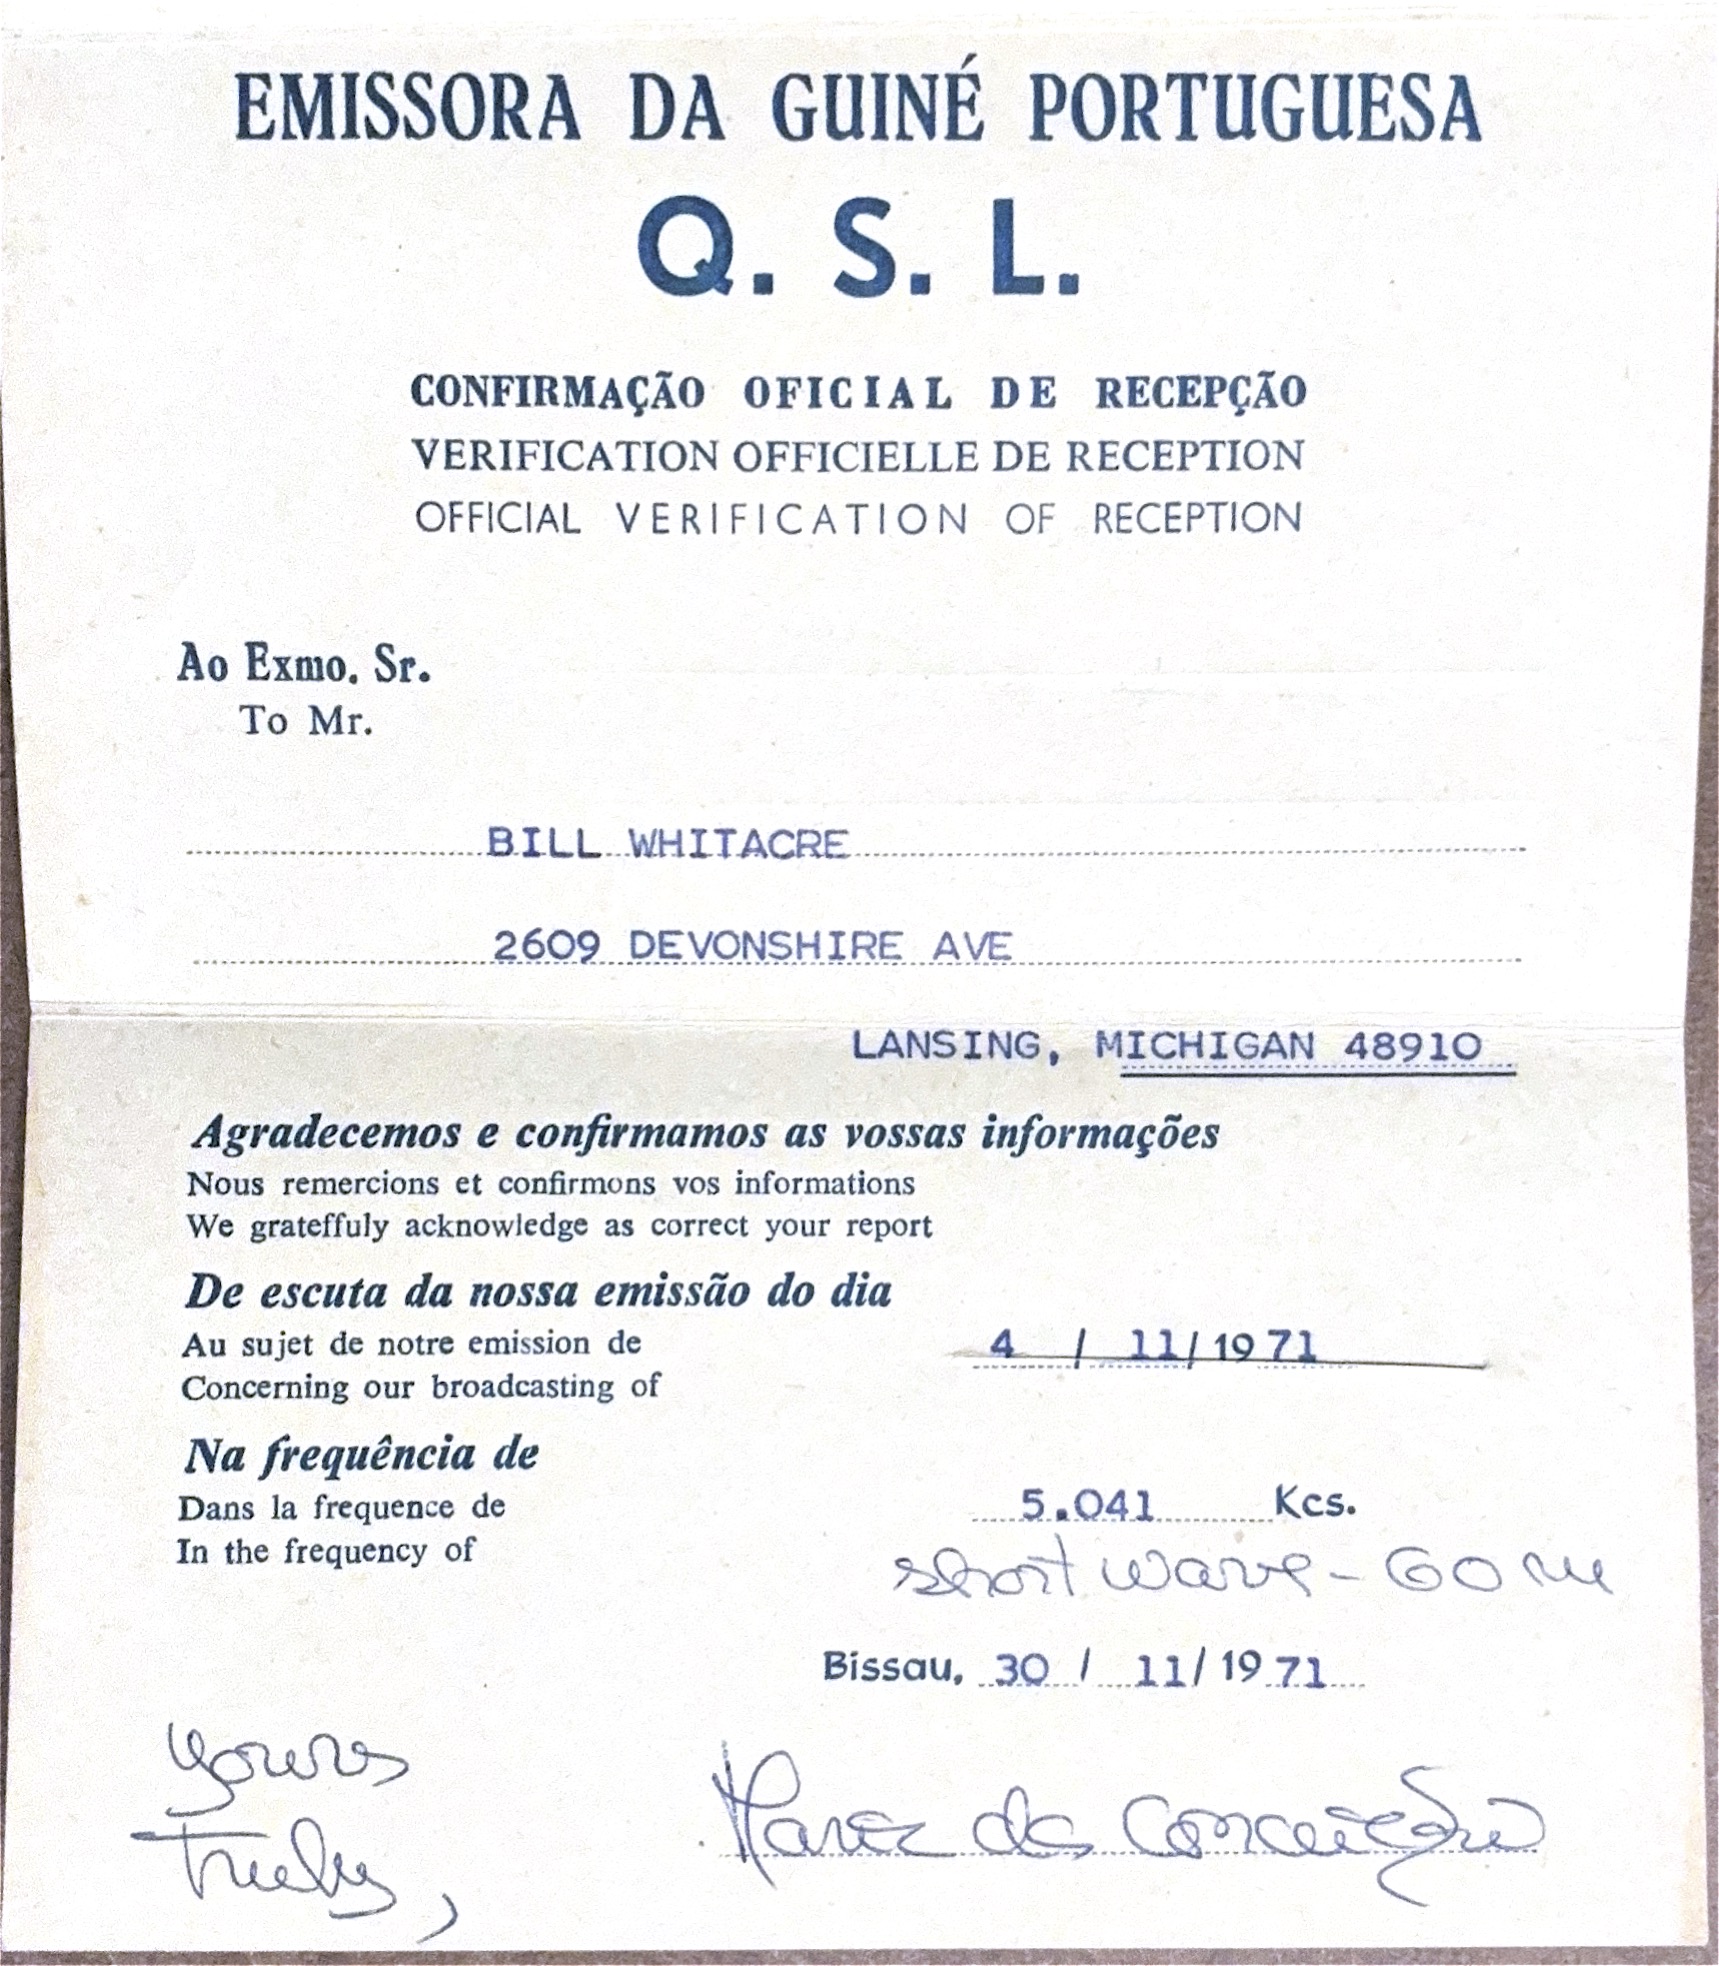 EMISSORA DA GUINÉ PORTUGUESA
Q. S. L.
CONFIRMAÇÃO OFICIAL DE RECEPÇÃO
VERIFICATION OFFICIELLE DE RECEPTION
OFFICIAL VERIFICATION OF RECEPTION
Ao Exmo. Sr.
To Mr.
BILL WHITACRE
2609 DEVONSHIRE AVE
LANSING, MICHIGAN 48910
Agradecemos e confirmamos as vossas informações
Nous remercions et confirmons vos informations
We grateffuly acknowledge as correct your report
De escuta da nossa emissão do dia
Au sujet de notre emission de
4 / 11/ 1971
Concerning our broadcasting of
Na frequência de
Dans la frequence de
5.041 Kcs.
In the frequency of
short wave - 60 m
Bissau, 30 / 11/ 1971
Yours
Truly,
Maria da Conceição